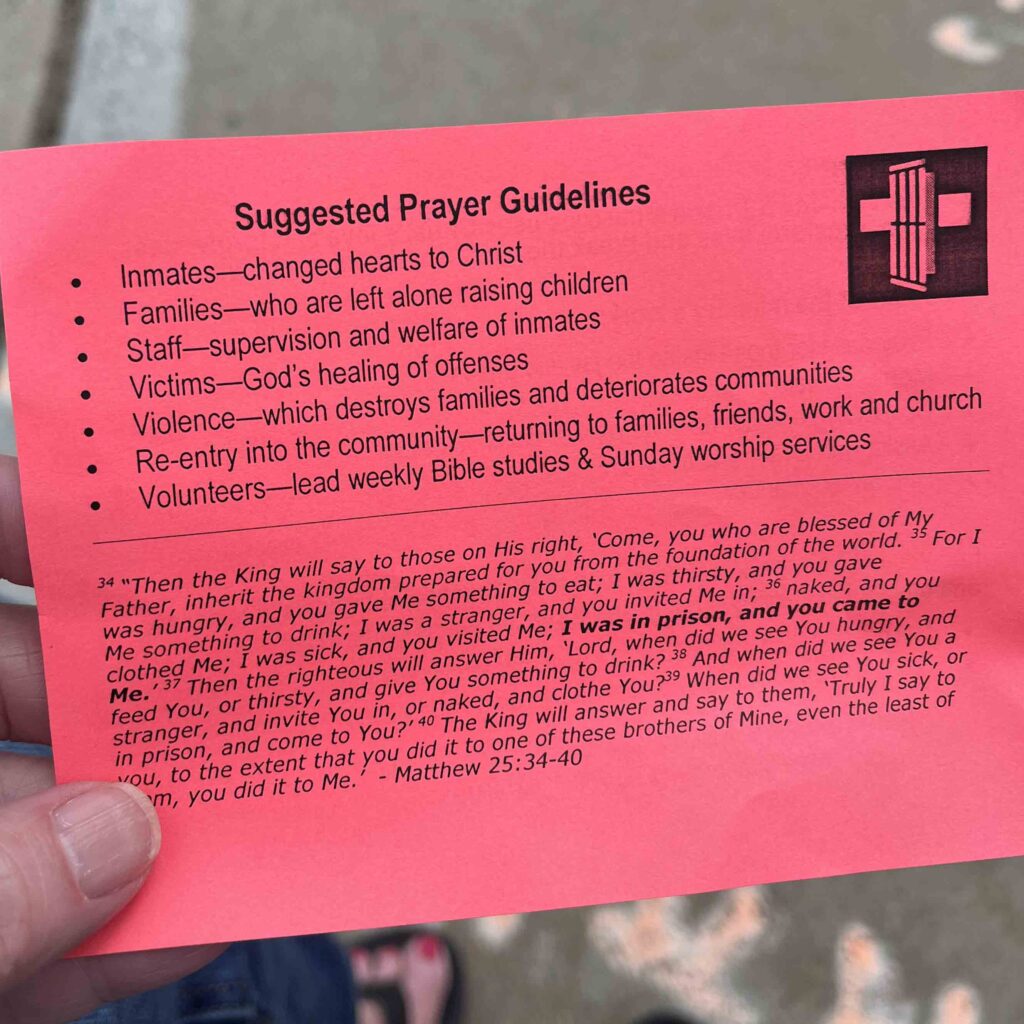 Suggested Prayer Guidelines
• Inmates—changed hearts to Christ
• Families—who are left alone raising children
• Staff—supervision and welfare of inmates
• Victims—God's healing of offenses
• Violence—which destroys families and deteriorates communities
• Re-entry into the community—returning to families, friends, work and church
• Volunteers—lead weekly Bible studies & Sunday worship services
34 "Then the King will say to those on His right, 'Come, you who are blessed of My
Father, inherit the kingdom prepared for you from the foundation of the world. 35 For I
was hungry, and you gave Me something to eat; I was thirsty, and you gave
Me something to drink; I was a stranger, and you invited Me in; 36 naked, and you
clothed Me; I was sick, and you visited Me; I was in prison, and you came to
Me.' 37 Then the righteous will answer Him, 'Lord, when did we see You hungry, and
feed You, or thirsty, and give You something to drink? 38 And when did we see You a
stranger, and invite You in, or naked, and clothe You?39 When did we see You sick, or
in prison, and come to You?' 40 The King will answer and say to them, 'Truly I say to
you, to the extent that you did it to one of these brothers of Mine, even the least of
you did it to Me.' - Matthew 25:34-40